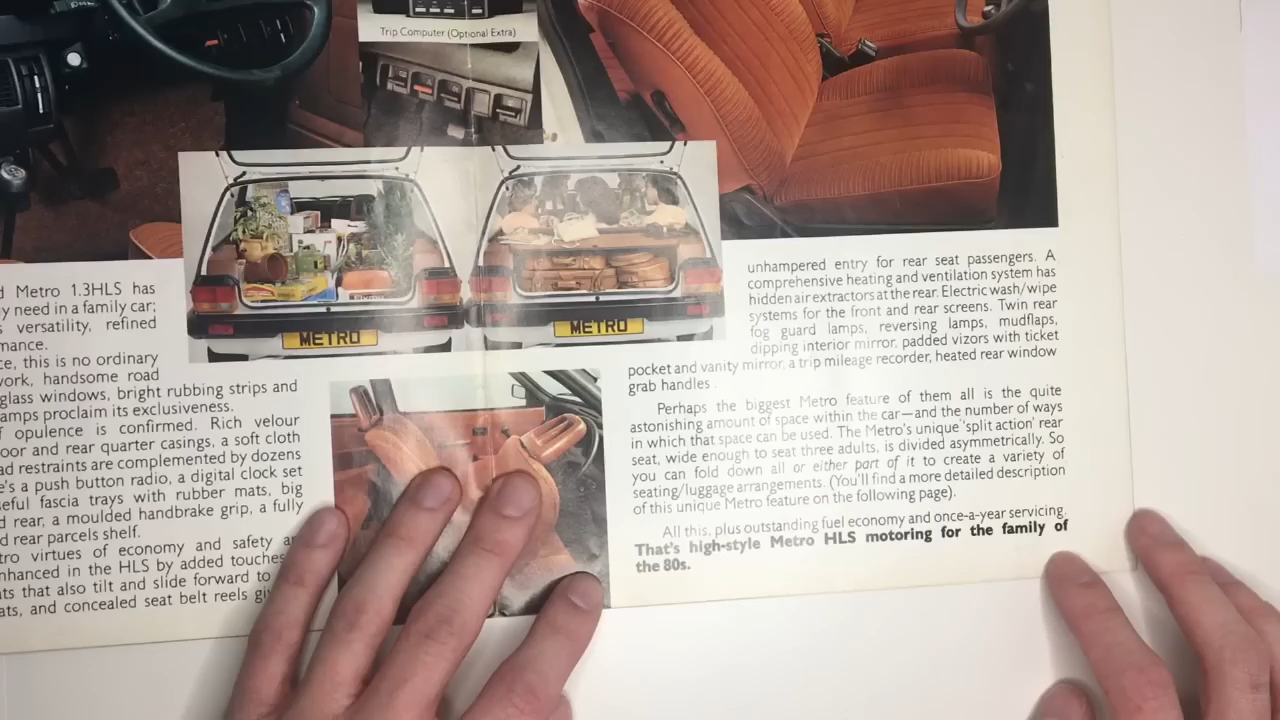 Trip Computer (Optional Extra)
METRO
METRO
Metro 1.3HLS has
need in a family car;
versatility, refined
this is no ordinary
handsome road
glass windows, bright rubbing strips and
proclaim its exclusiveness.
opulence is confirmed. Rich velour
and rear quarter casings, a soft cloth
restraints are complemented by dozens
a push button radio, a digital clock set
fascia trays with rubber mats, big
rear, a moulded handbrake grip, a fully
rear parcels shelf.
virtues of economy and safety
in the HLS by added touches
that also tilt and slide forward to
and concealed seat belt reels
unhampered entry for rear seat passengers. A
comprehensive heating and ventilation system has
hidden air extractors at the rear. Electric wash/wipe
systems for the front and rear screens. Twin rear
fog guard lamps, reversing lamps, mudflaps,
dipping interior mirror, padded vizors with ticket
pocket and vanity mirror, a trip mileage recorder, heated rear window
grab handles.
Perhaps the biggest Metro feature of them all is the quite
astonishing amount of space within the car—and the number of ways
in which that space can be used. The Metro's unique 'split action' rear
seat, wide enough to seat three adults, is divided asymmetrically. So
you can fold down all or either part of it to create a variety of
seating/luggage arrangements. (You'll find a more detailed description
of this unique Metro feature on the following page).
All this, plus outstanding fuel economy and once-a-year servicing.
That's high-style Metro HLS motoring for the family of
the 80s.